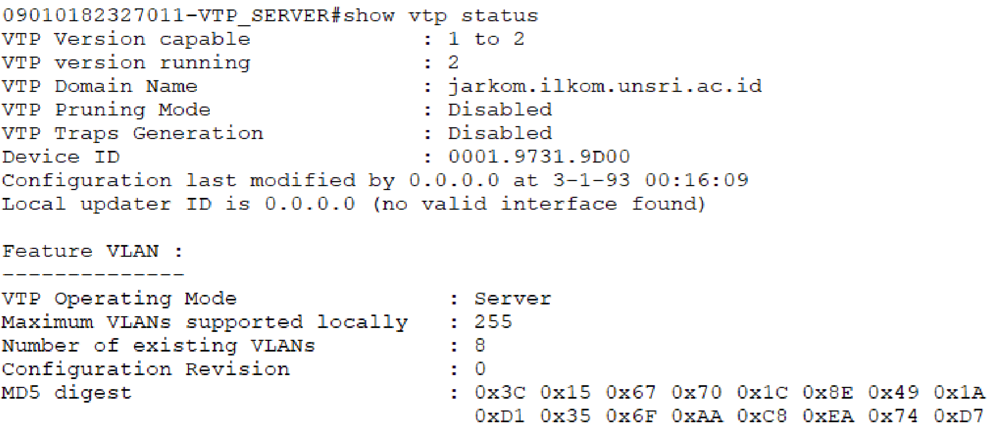 09010182327011-VTP_SERVER#show vtp status
VTP Version capable : 1 to 2
VTP version running : 2
VTP Domain Name : jarkom.ilkom.unsri.ac.id
VTP Pruning Mode : Disabled
VTP Traps Generation : Disabled
Device ID : 0001.9731.9D00
Configuration last modified by 0.0.0.0 at 3-1-93 00:16:09
Local updater ID is 0.0.0.0 (no valid interface found)
Feature VLAN :
--------------
VTP Operating Mode : Server
Maximum VLANs supported locally : 255
Number of existing VLANs : 8
Configuration Revision : 0
MD5 digest : 0x3C 0x15 0x67 0x70 0x1C 0x8E 0x49 0x1A
0xD1 0x35 0x6F 0xAA 0xC8 0xEA 0x74 0xD7